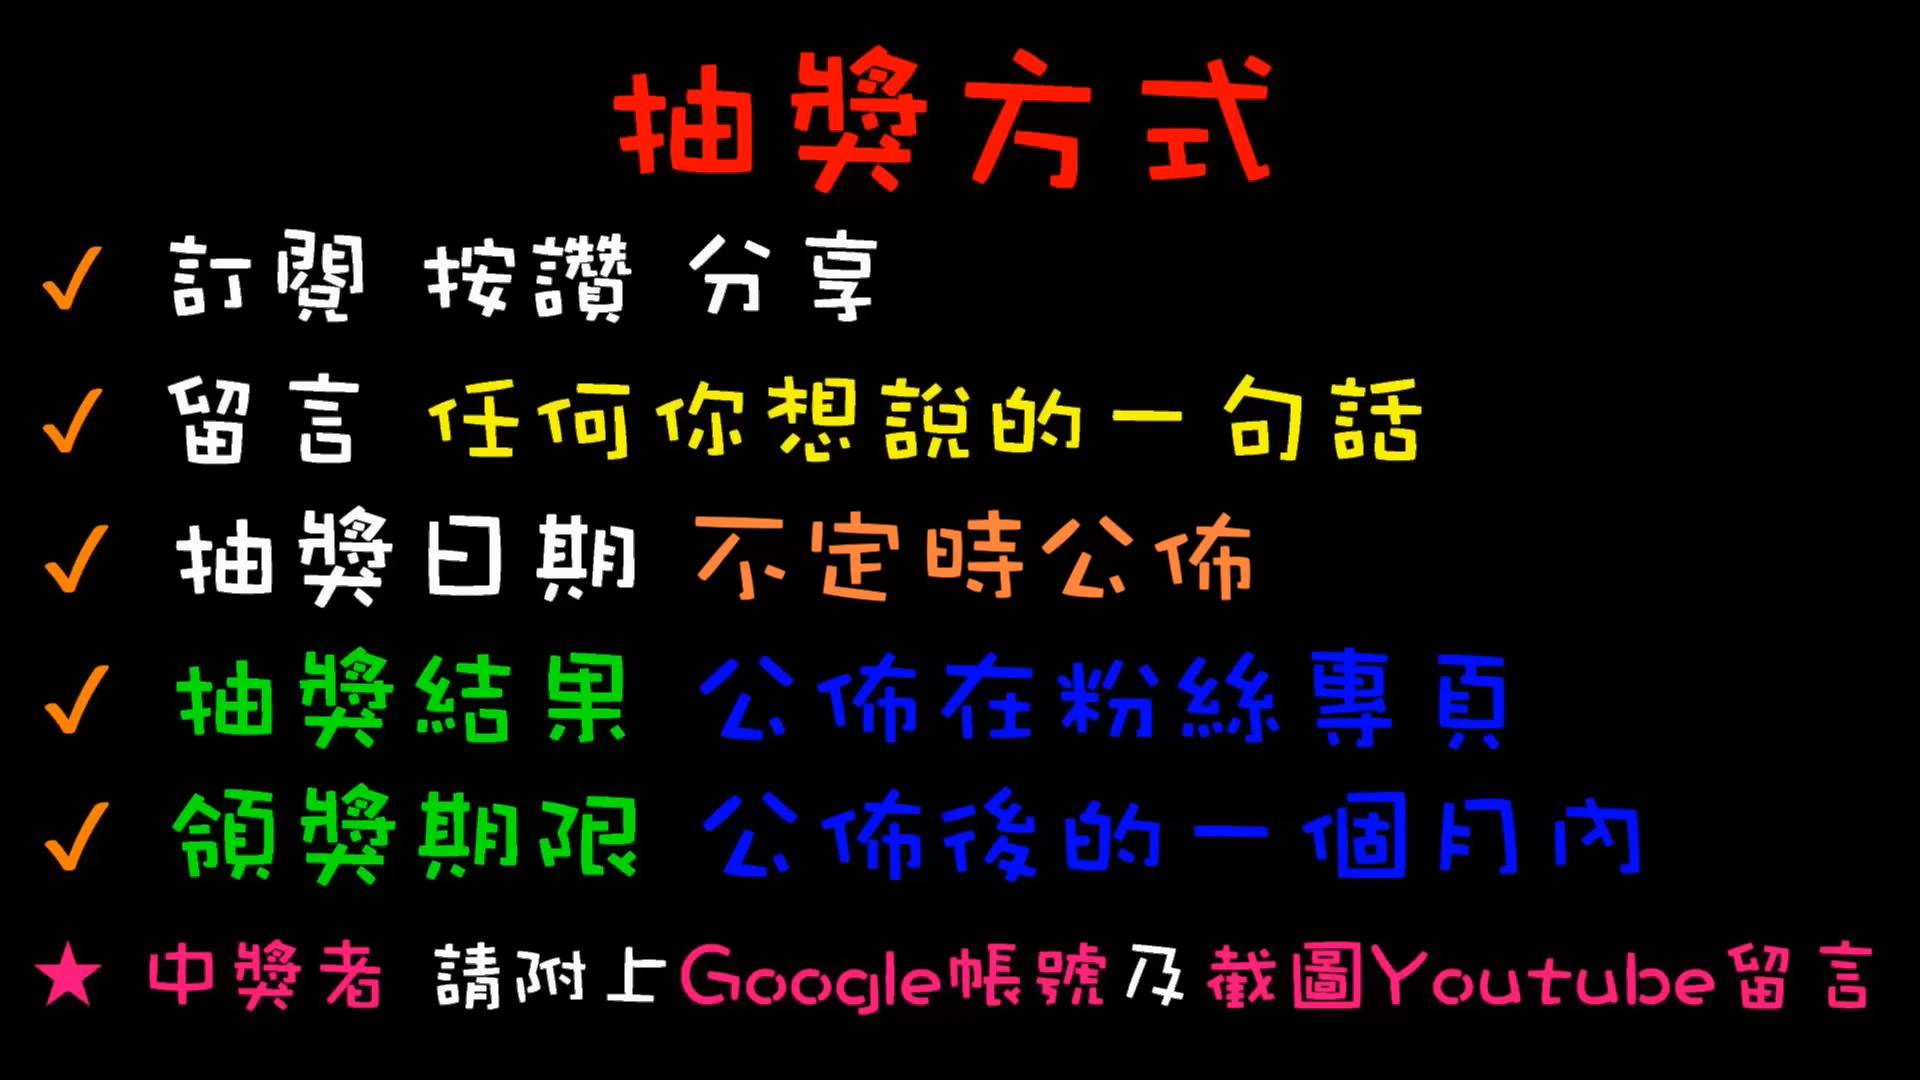 抽獎方式
✓ 訂閱 按讚 分享
✓ 留言 任何你想說的一句話
✓ 抽獎日期 不定時公佈
✓ 抽獎結果 公佈在粉絲專頁
✓ 領獎期限 公佈後的一個月內
★ 中獎者 請附上Google帳號及截圖Youtube留言